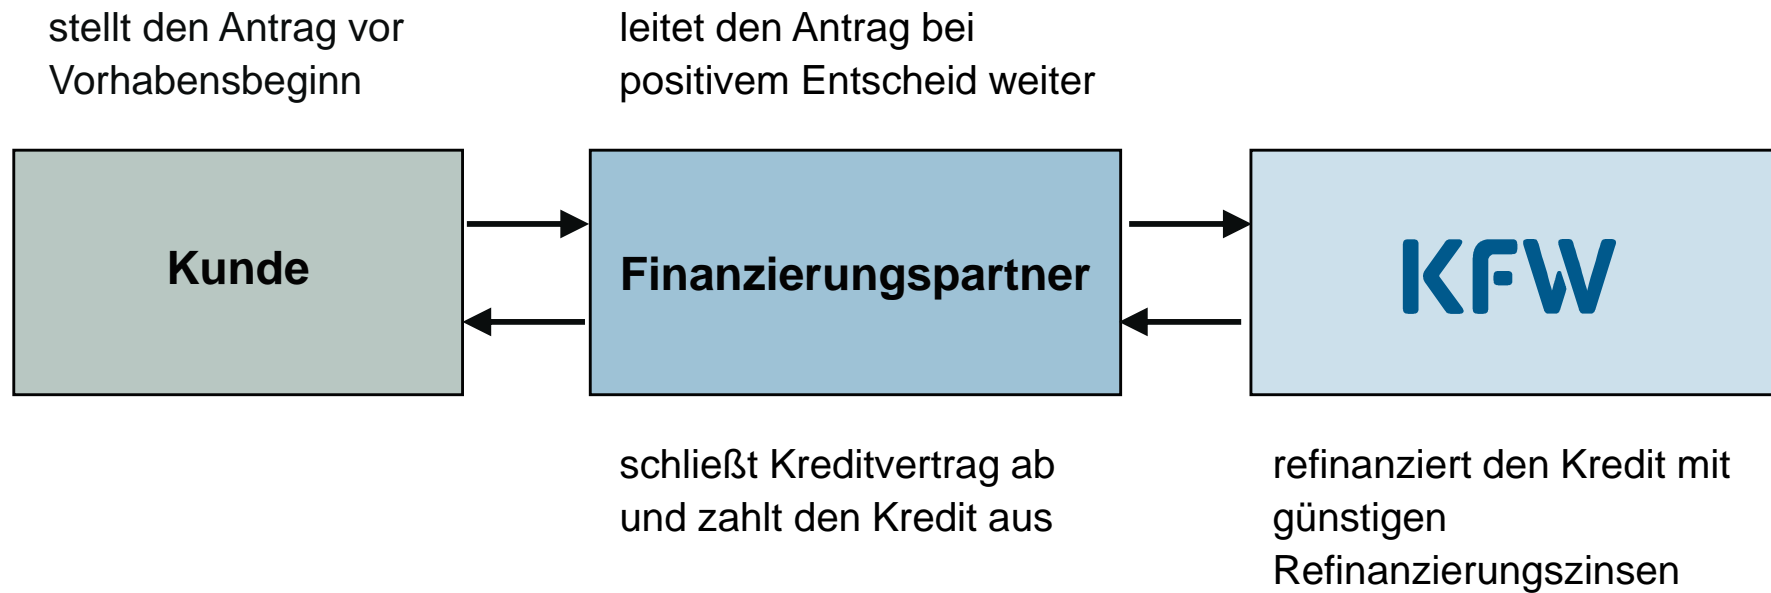 stellt den Antrag vor
Vorhabensbeginn
leitet den Antrag bei
positivem Entscheid weiter
Kunde
Finanzierungspartner
KFW
schließt Kreditvertrag ab
und zahlt den Kredit aus
refinanziert den Kredit mit
günstigen
Refinanzierungszinsen